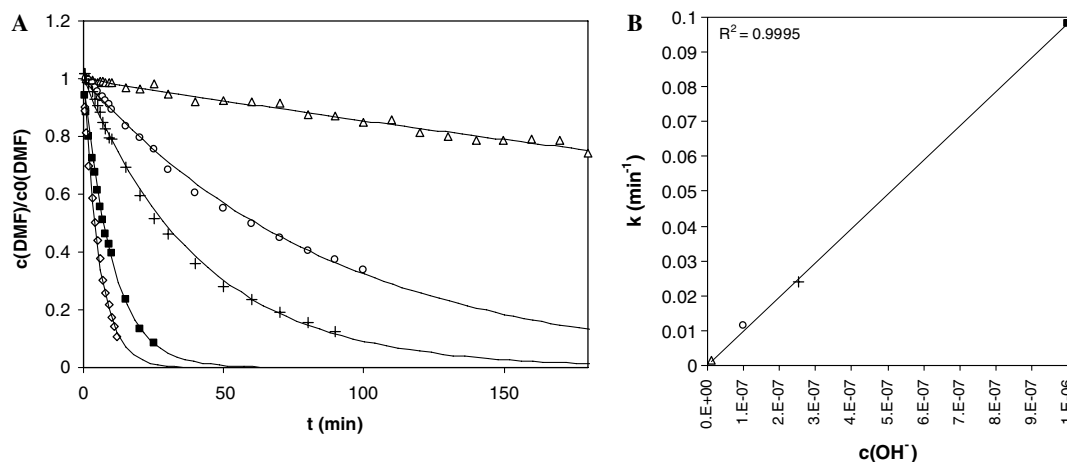 A
c(DMF)/c0(DMF)
1.2
1
0.8
0.6
0.4
0.2
0
0
50
100
150
t (min)
B
R² = 0.9995
k (min⁻¹)
0.1
0.09
0.08
0.07
0.06
0.05
0.04
0.03
0.02
0.01
0
0.E+00
1.E-07
2.E-07
3.E-07
4.E-07
5.E-07
6.E-07
7.E-07
8.E-07
9.E-07
1.E-06
c(OH⁻)